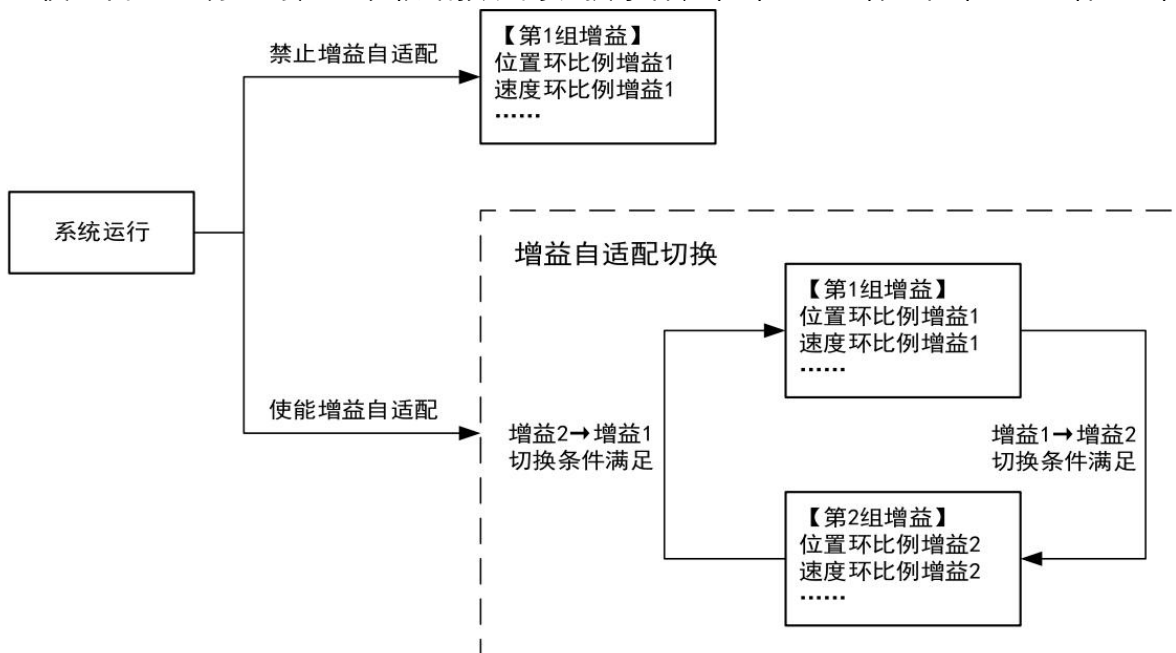 禁止增益自适配
【第1组增益】
位置环比例增益1
速度环比例增益1
……
系统运行
增益自适配切换
【第1组增益】
位置环比例增益1
速度环比例增益1
……
使能增益自适配
增益2→增益1
切换条件满足
增益1→增益2
切换条件满足
【第2组增益】
位置环比例增益2
速度环比例增益2
……